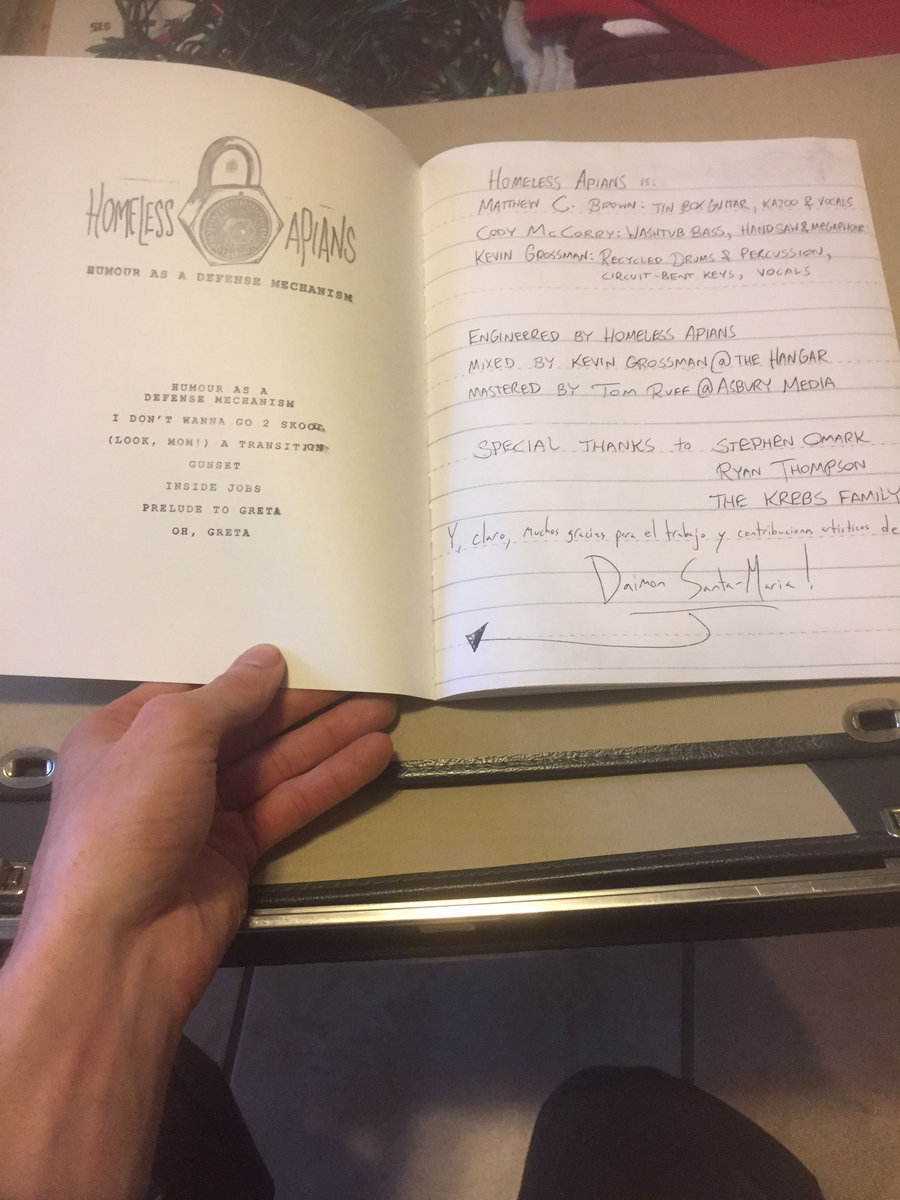 HOMELESS APIANS
HUMOUR AS A DEFENSE MECHANISM
HUMOUR AS A
DEFENSE MECHANISM
I DON'T WANNA GO 2 SKOOL
(LOOK, MOM!) A TRANSITION
GUNSET
INSIDE JOBS
PRELUDE TO GRETA
OH, GRETA
HOMELESS APIANS IS:
MATTHEW C. BROWN: TIN BOX GUITAR, KAZOO & VOCALS
CODY MCCORRY: WASHTUB BASS, HANDSAW & MEGAPHONE
KEVIN GROSSMAN: RECYCLED DRUMS & PERCUSSION,
CIRCUIT-BENT KEYS, VOCALS
ENGINEERED BY HOMELESS APIANS
MIXED BY KEVIN GROSSMAN @ THE HANGAR
MASTERED BY TOM RUFF @ ASBURY MEDIA
SPECIAL THANKS to STEPHEN OMARK
RYAN THOMPSON
THE KREBS FAMILY
Y, claro, muchos gracias para el trabajo y contribuciones artisticos de
Daimon Santa-Maria!